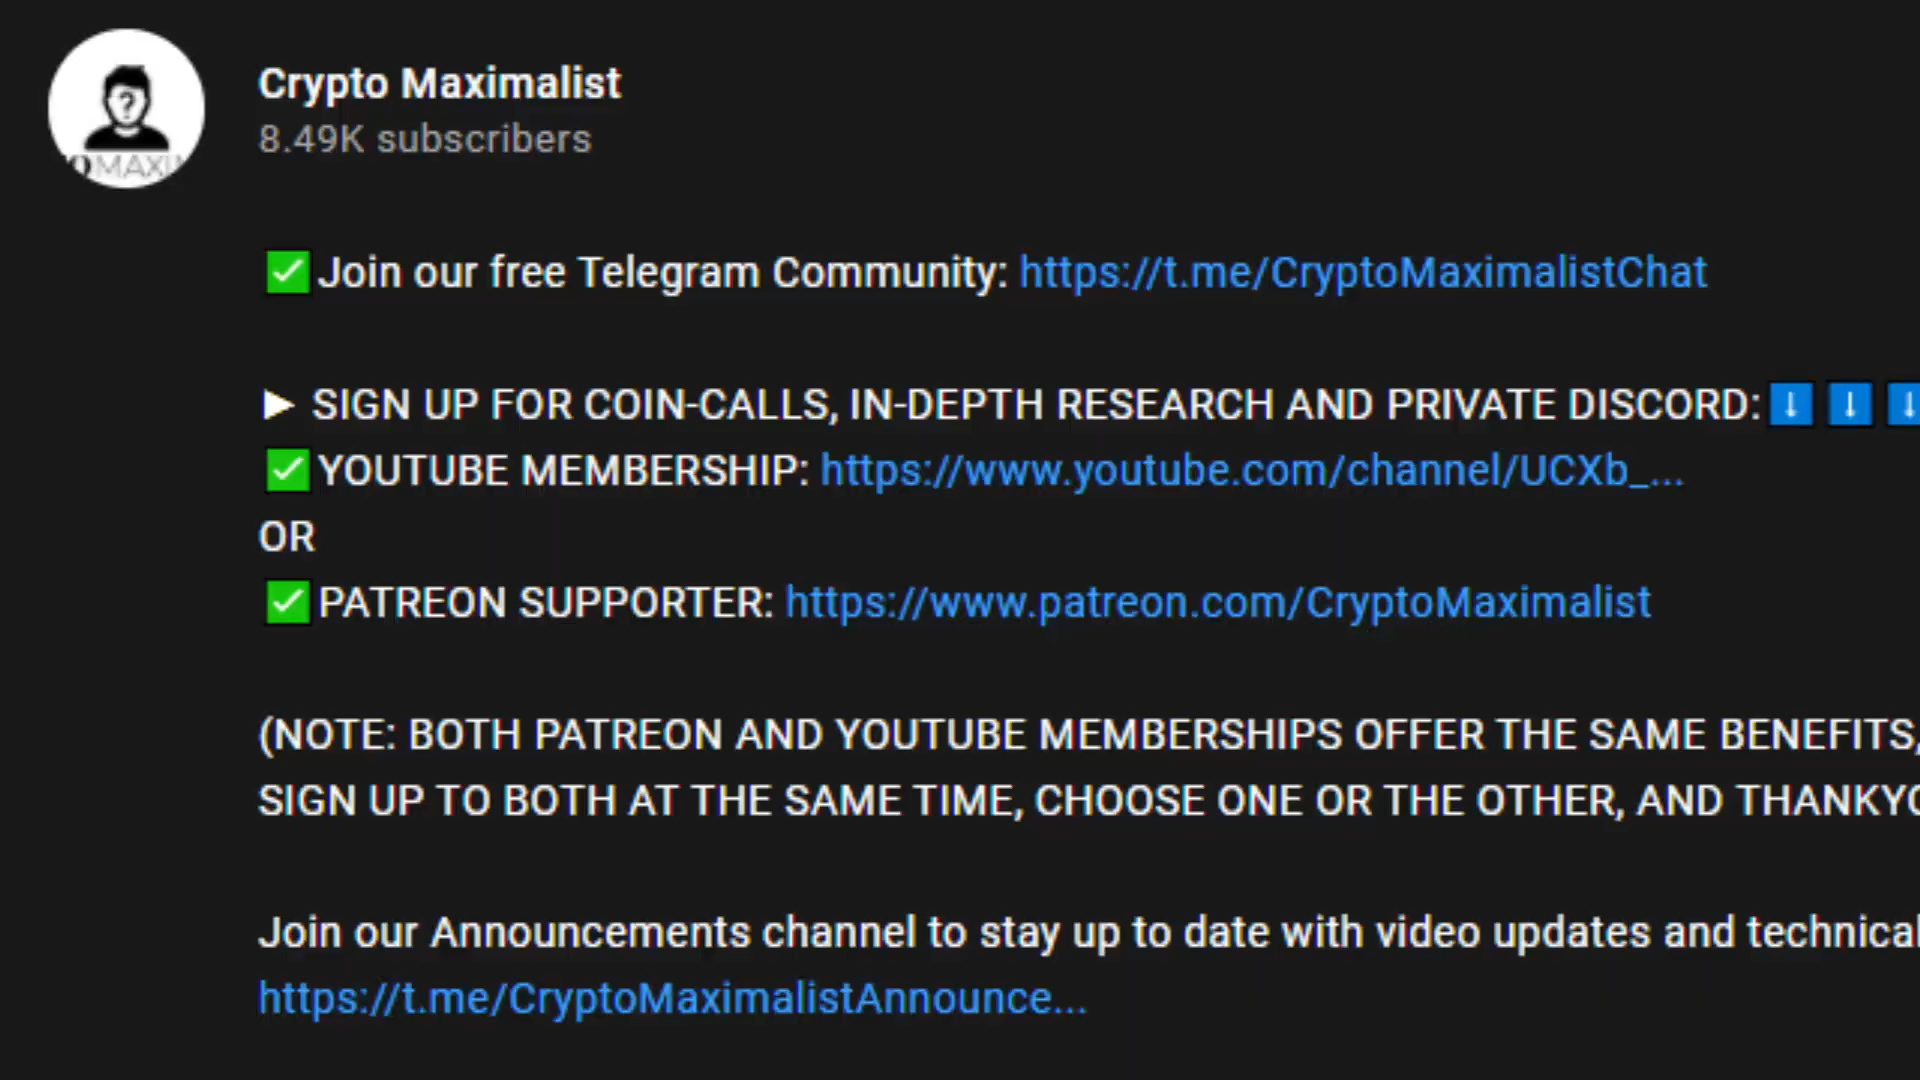 Crypto Maximalist
8.49K subscribers
?
OMAXI
✅Join our free Telegram Community: https://t.me/CryptoMaximalistChat
► SIGN UP FOR COIN-CALLS, IN-DEPTH RESEARCH AND PRIVATE DISCORD:⬇️⬇️⬇️
✅YOUTUBE MEMBERSHIP: https://www.youtube.com/channel/UCXb_...
OR
✅PATREON SUPPORTER: https://www.patreon.com/CryptoMaximalist
(NOTE: BOTH PATREON AND YOUTUBE MEMBERSHIPS OFFER THE SAME BENEFITS,
SIGN UP TO BOTH AT THE SAME TIME, CHOOSE ONE OR THE OTHER, AND THANKYO
Join our Announcements channel to stay up to date with video updates and technical
https://t.me/CryptoMaximalistAnnounce...